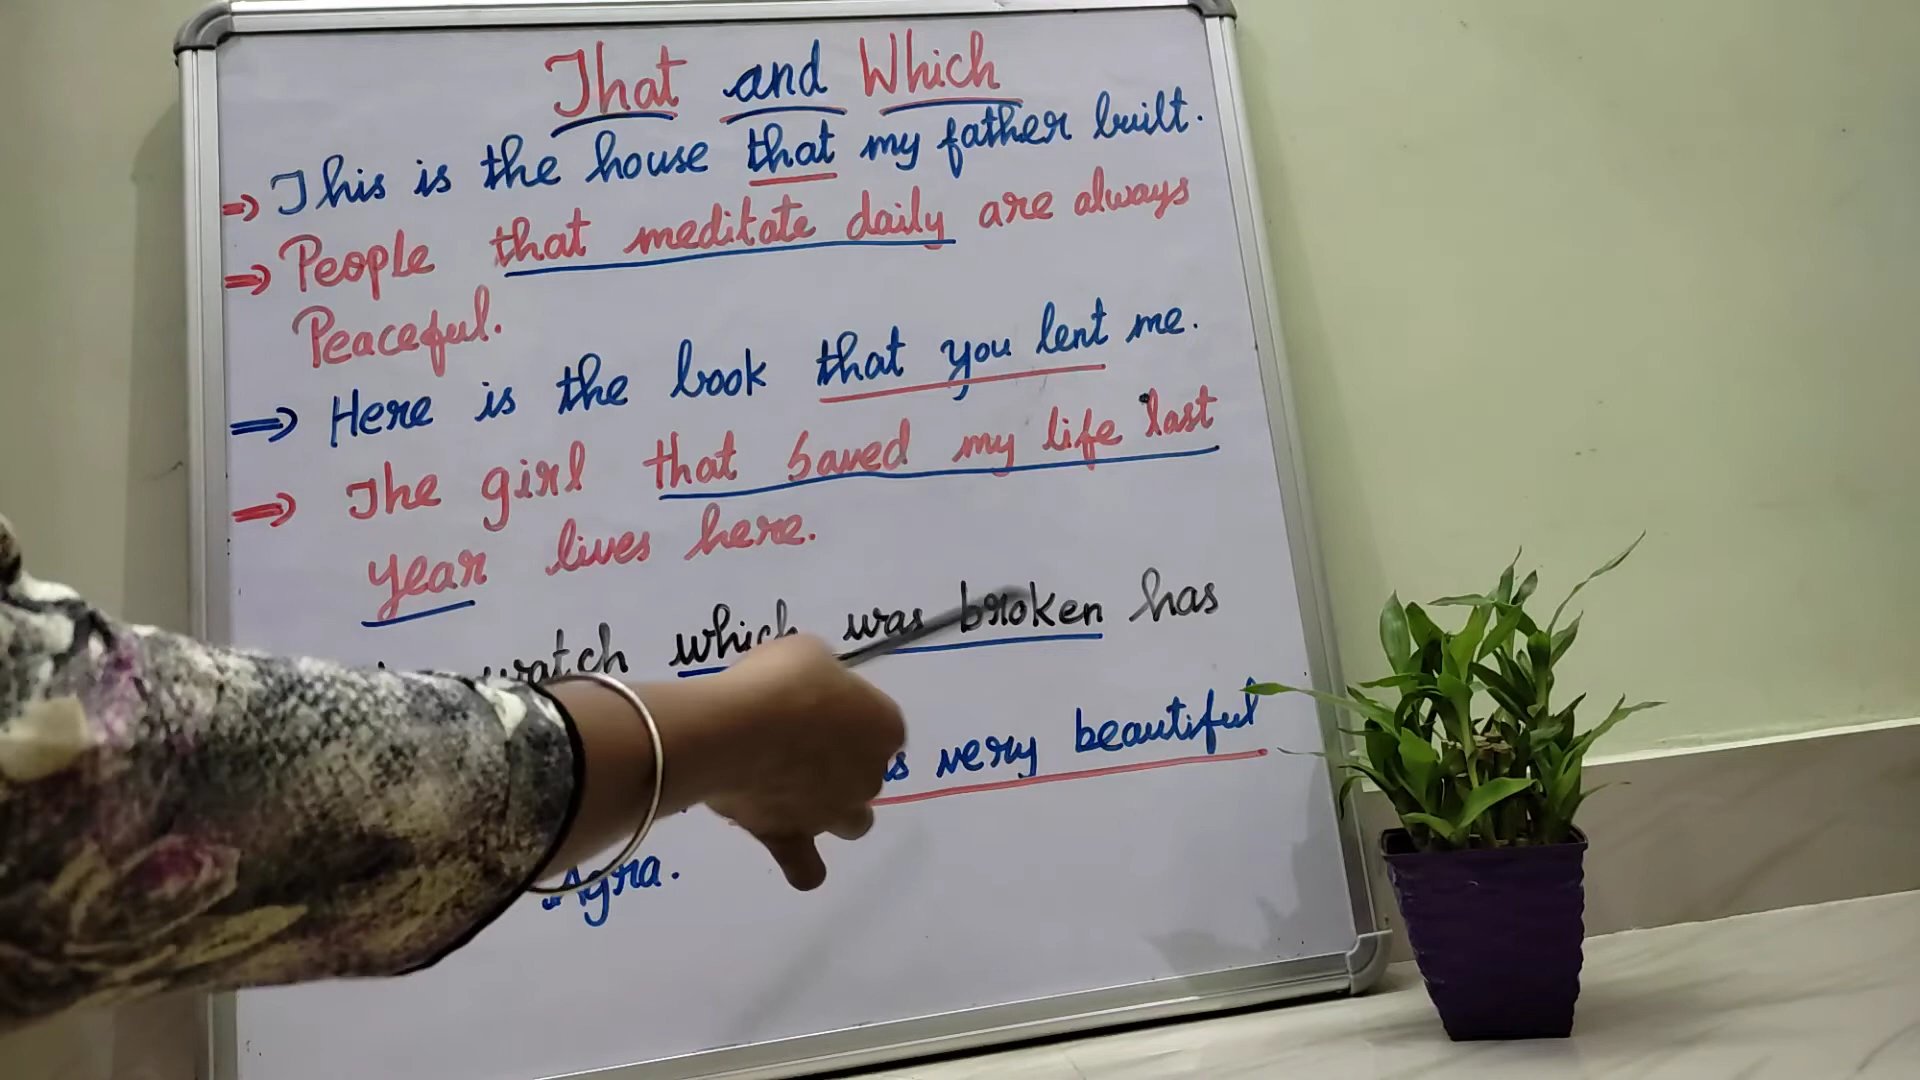 That and Which
⇒ This is the house that my father built.
⇒ People that meditate daily are always
Peaceful.
⇒ Here is the book that you lent me.
⇒ The girl that saved my life last
year lives here.
watch which was broken has
very beautiful
Agra.